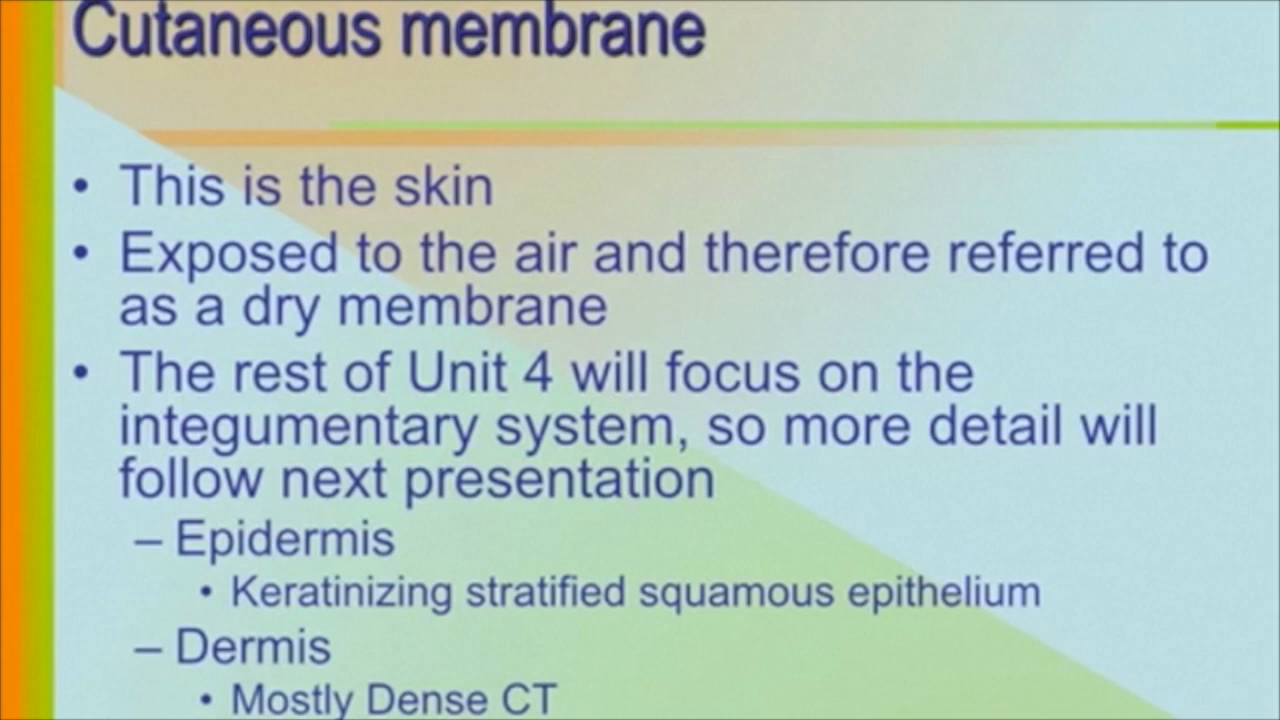 Cutaneous membrane
• This is the skin
• Exposed to the air and therefore referred to
as a dry membrane
• The rest of Unit 4 will focus on the
integumentary system, so more detail will
follow next presentation
– Epidermis
• Keratinizing stratified squamous epithelium
– Dermis
• Mostly Dense CT